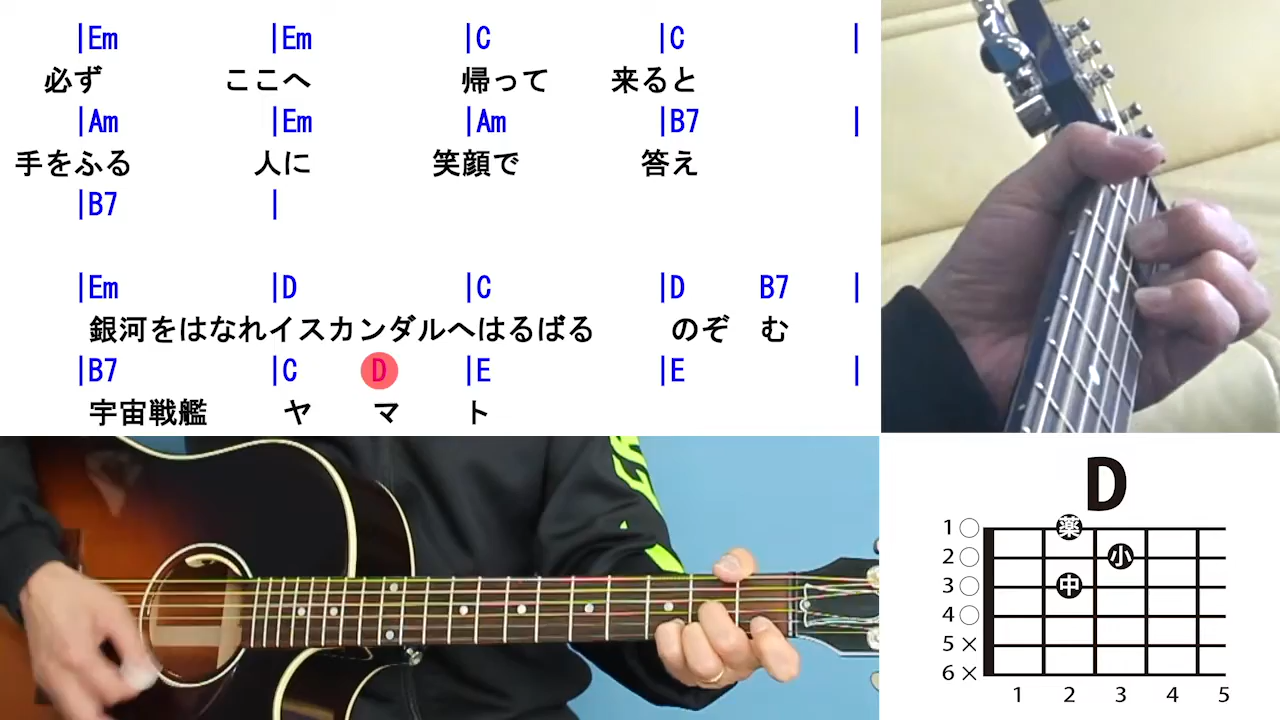 |Em |Em |C |C |
必ず ここへ 帰って 来ると
|Am |Em |Am |B7 |
手をふる 人に 笑顔で 答え
|B7 |
|Em |D |C |D B7 |
銀河をはなれイスカンダルへはるばる のぞ む
|B7 |C D |E |E |
宇宙戦艦 ヤ マ ト
D
1 ○ 薬
2 ○ 小
3 ○ 中
4 ○
5 ×
6 ×
1 2 3 4 5